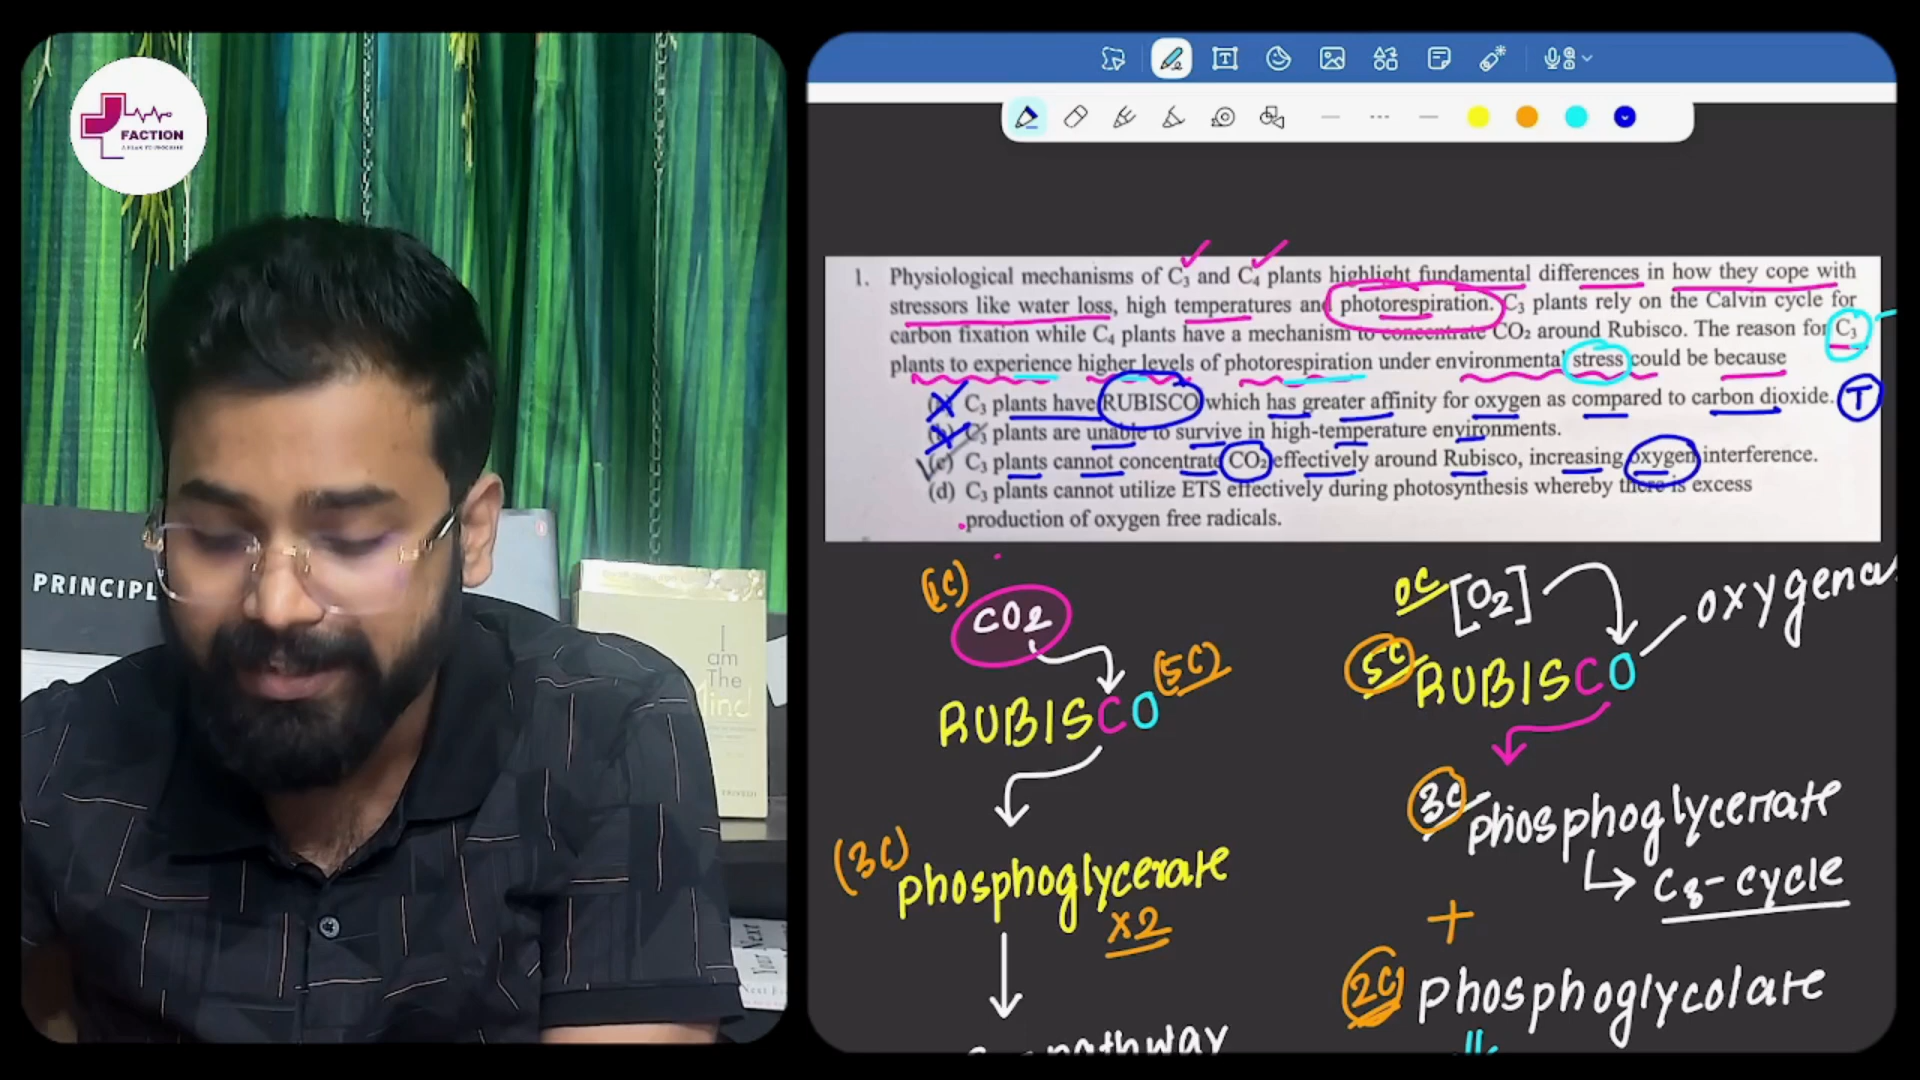 FACTION
PRINCIPL
I
am
The
Mind
1. Physiological mechanisms of C₃ and C₄ plants highlight fundamental differences in how they cope with
stressors like water loss, high temperatures and photorespiration. C₃ plants rely on the Calvin cycle for
carbon fixation while C₄ plants have a mechanism to concentrate CO₂ around Rubisco. The reason for C₃
plants to experience higher levels of photorespiration under environmental stress could be because
(a) C₃ plants have RUBISCO which has greater affinity for oxygen as compared to carbon dioxide. T
(b) C₃ plants are unable to survive in high-temperature environments.
(c) C₃ plants cannot concentrate CO₂ effectively around Rubisco, increasing oxygen interference.
(d) C₃ plants cannot utilize ETS effectively during photosynthesis whereby there is excess
production of oxygen free radicals.
(1C)
CO2
(5C)
RUBISCO
(3C)
Phosphoglycerate
x2
pathway
0C [O2]
oxygena
5C RUBISCO
3C phosphoglycerate
C3-cycle
+
2C phosphoglycolate